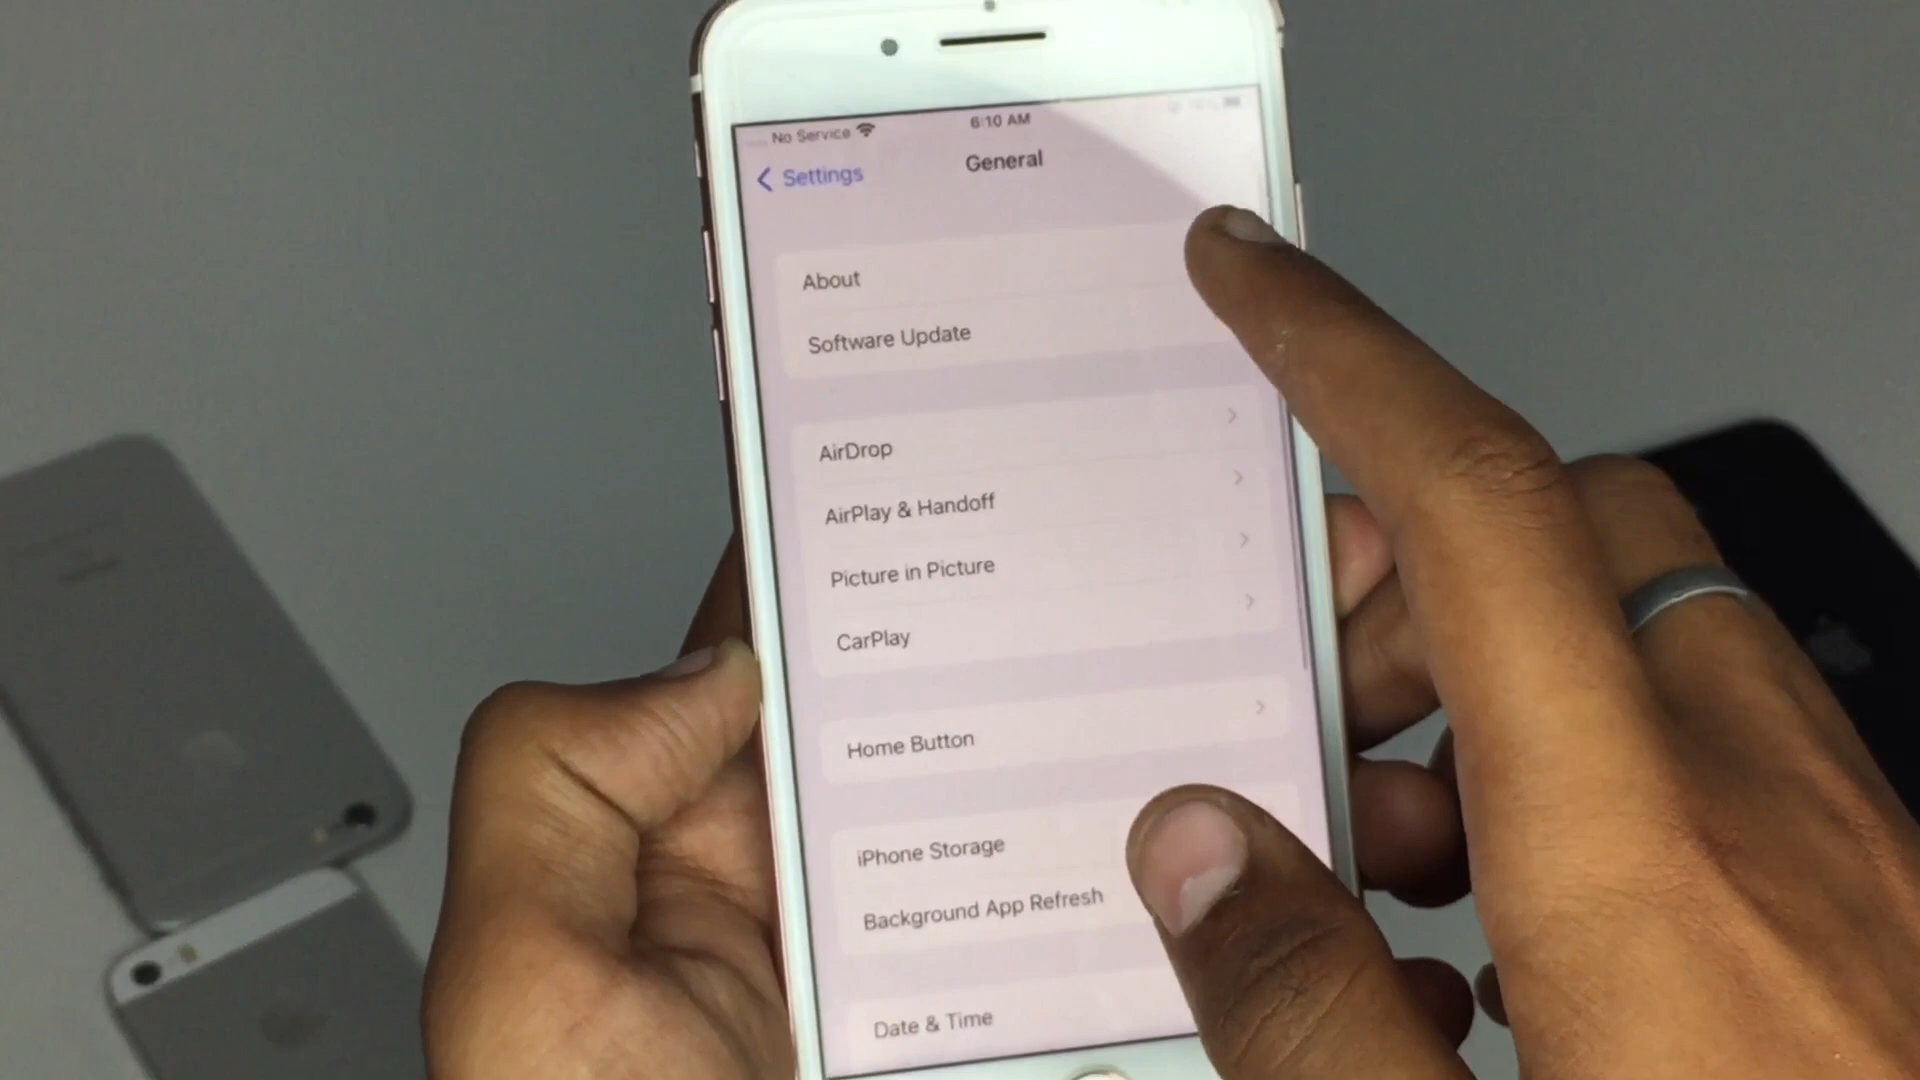 No Service
6:10 AM
Settings
General
About
Software Update
AirDrop
AirPlay & Handoff
Picture in Picture
CarPlay
Home Button
iPhone Storage
Background App Refresh
Date & Time